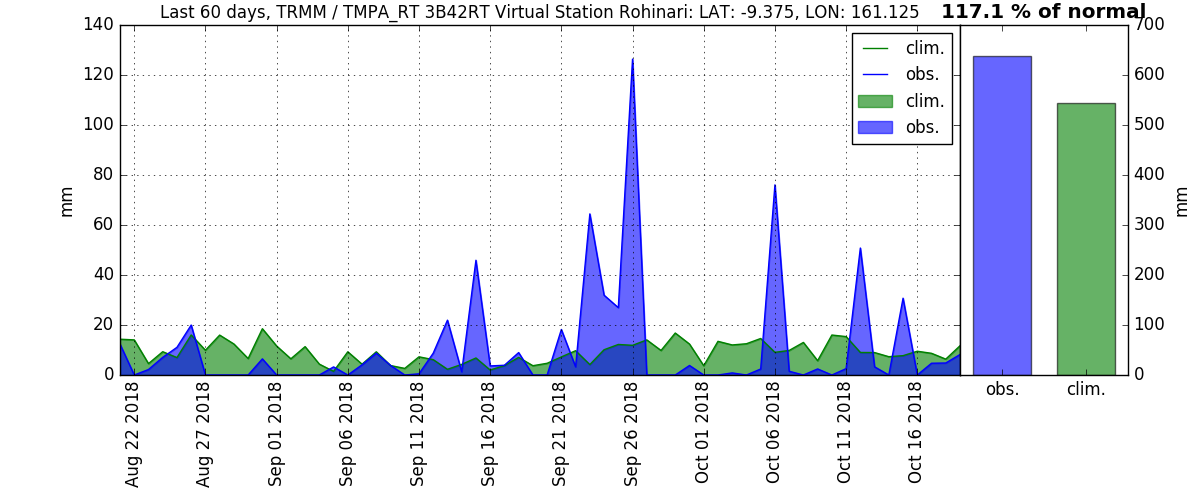 Last 60 days, TRMM / TMPA_RT 3B42RT Virtual Station Rohinari: LAT: -9.375, LON: 161.125
117.1 % of normal
140
120
100
80
60
40
20
0
mm
clim.
obs.
clim.
obs.
700
600
500
400
300
200
100
0
mm
Aug 22 2018
Aug 27 2018
Sep 01 2018
Sep 06 2018
Sep 11 2018
Sep 16 2018
Sep 21 2018
Sep 26 2018
Oct 01 2018
Oct 06 2018
Oct 11 2018
Oct 16 2018
obs.
clim.